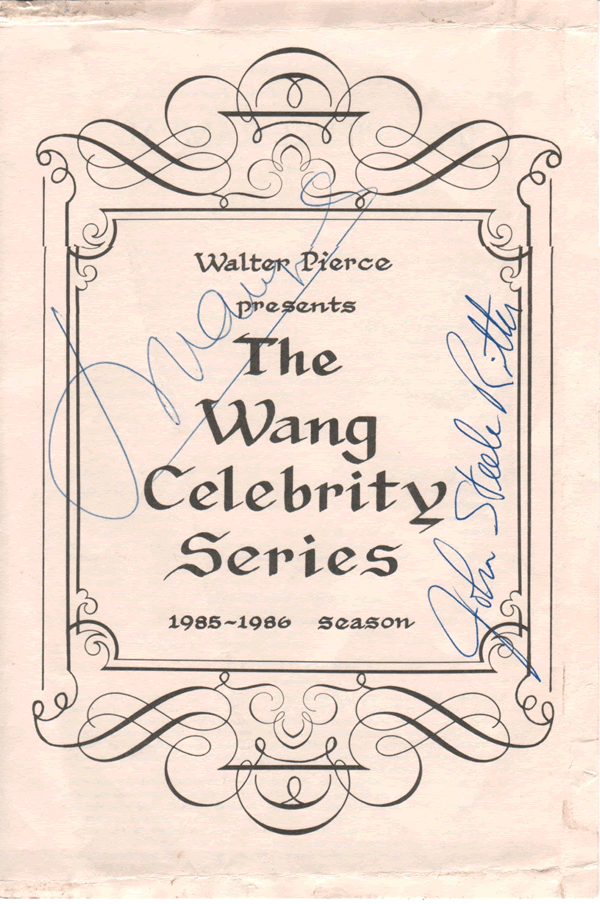 Walter Pierce
presents
The
Wang
Celebrity
Series
1985-1986 season
John Steele Ritter